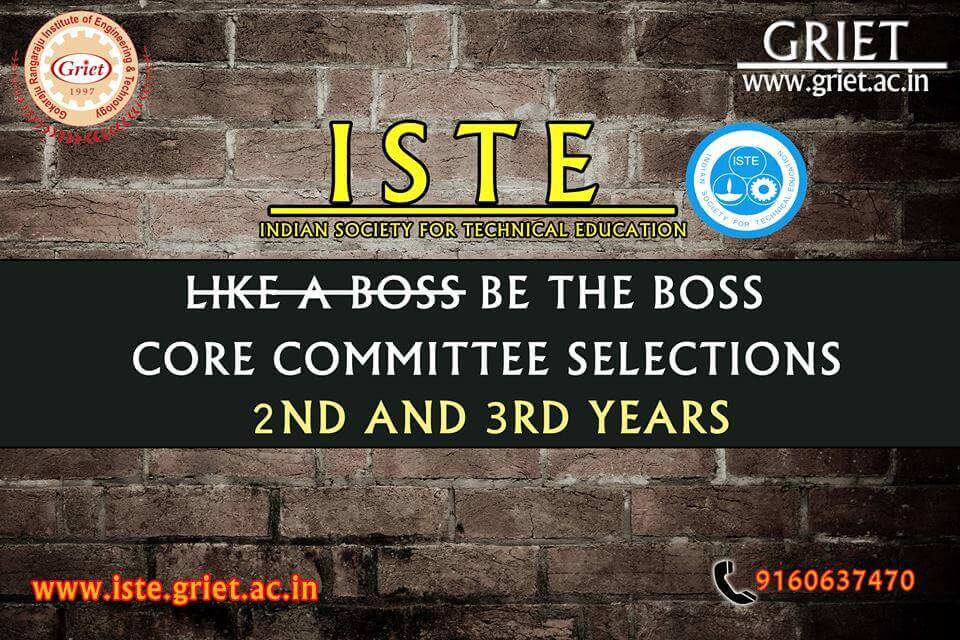 Gokaraju Rangaraju Institute of Engineering & Technology
Griet
1997
GRIET
www.griet.ac.in
ISTE
INDIAN SOCIETY FOR TECHNICAL EDUCATION
ISTE
INDIAN SOCIETY FOR TECHNICAL EDUCATION
LIKE A BOSS BE THE BOSS
CORE COMMITTEE SELECTIONS
2ND AND 3RD YEARS
www.iste.griet.ac.in
9160637470